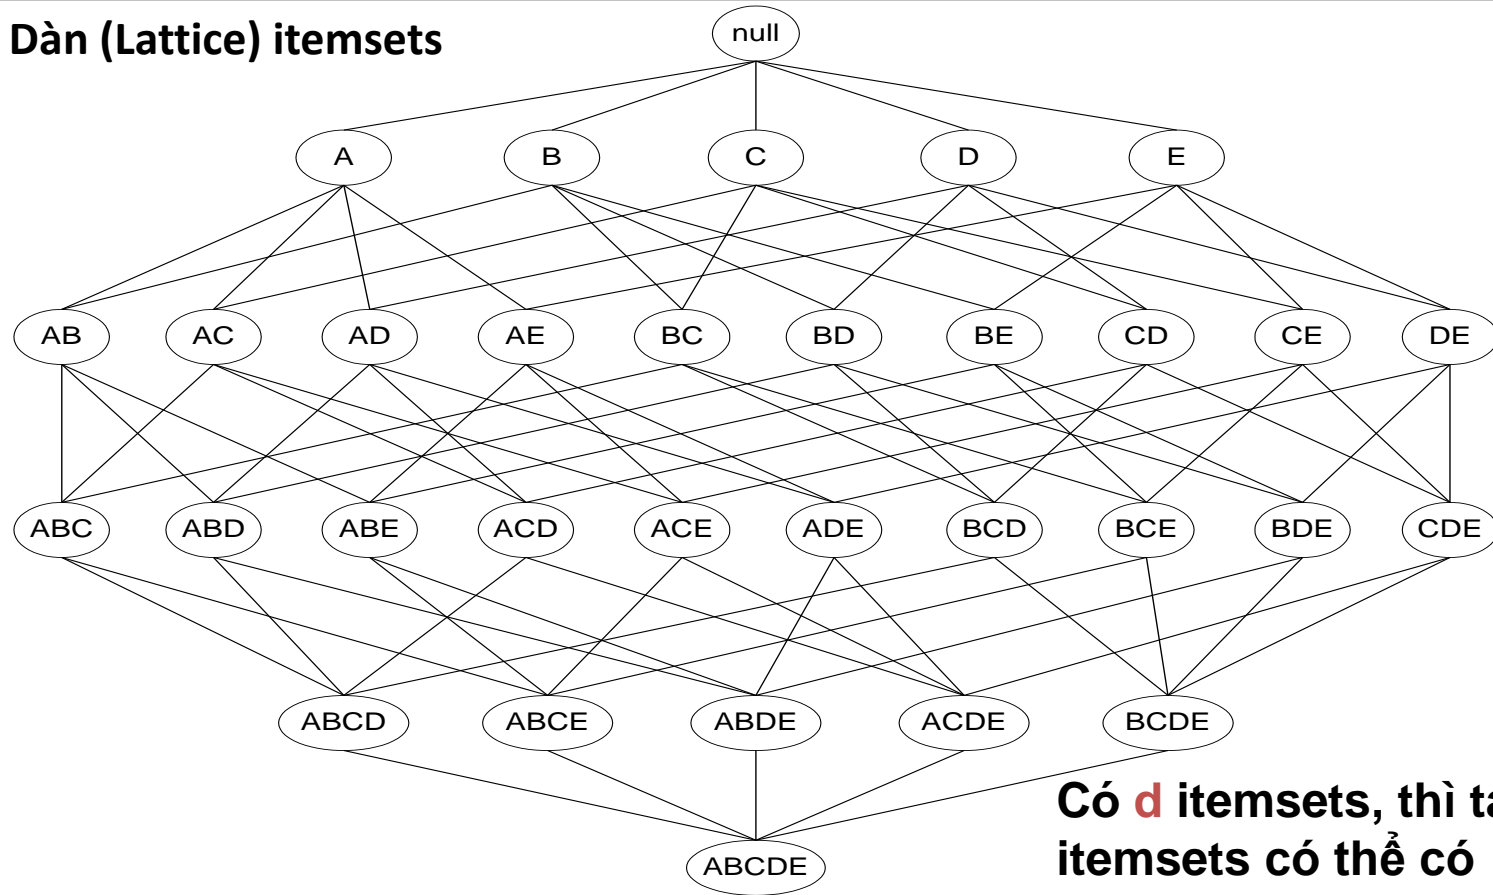 Dàn (Lattice) itemsets
null
A B C D E
AB AC AD AE BC BD BE CD CE DE
ABC ABD ABE ACD ACE ADE BCD BCE BDE CDE
ABCD ABCE ABDE ACDE BCDE
Có d itemsets, thì ta
itemsets có thể có
ABCDE